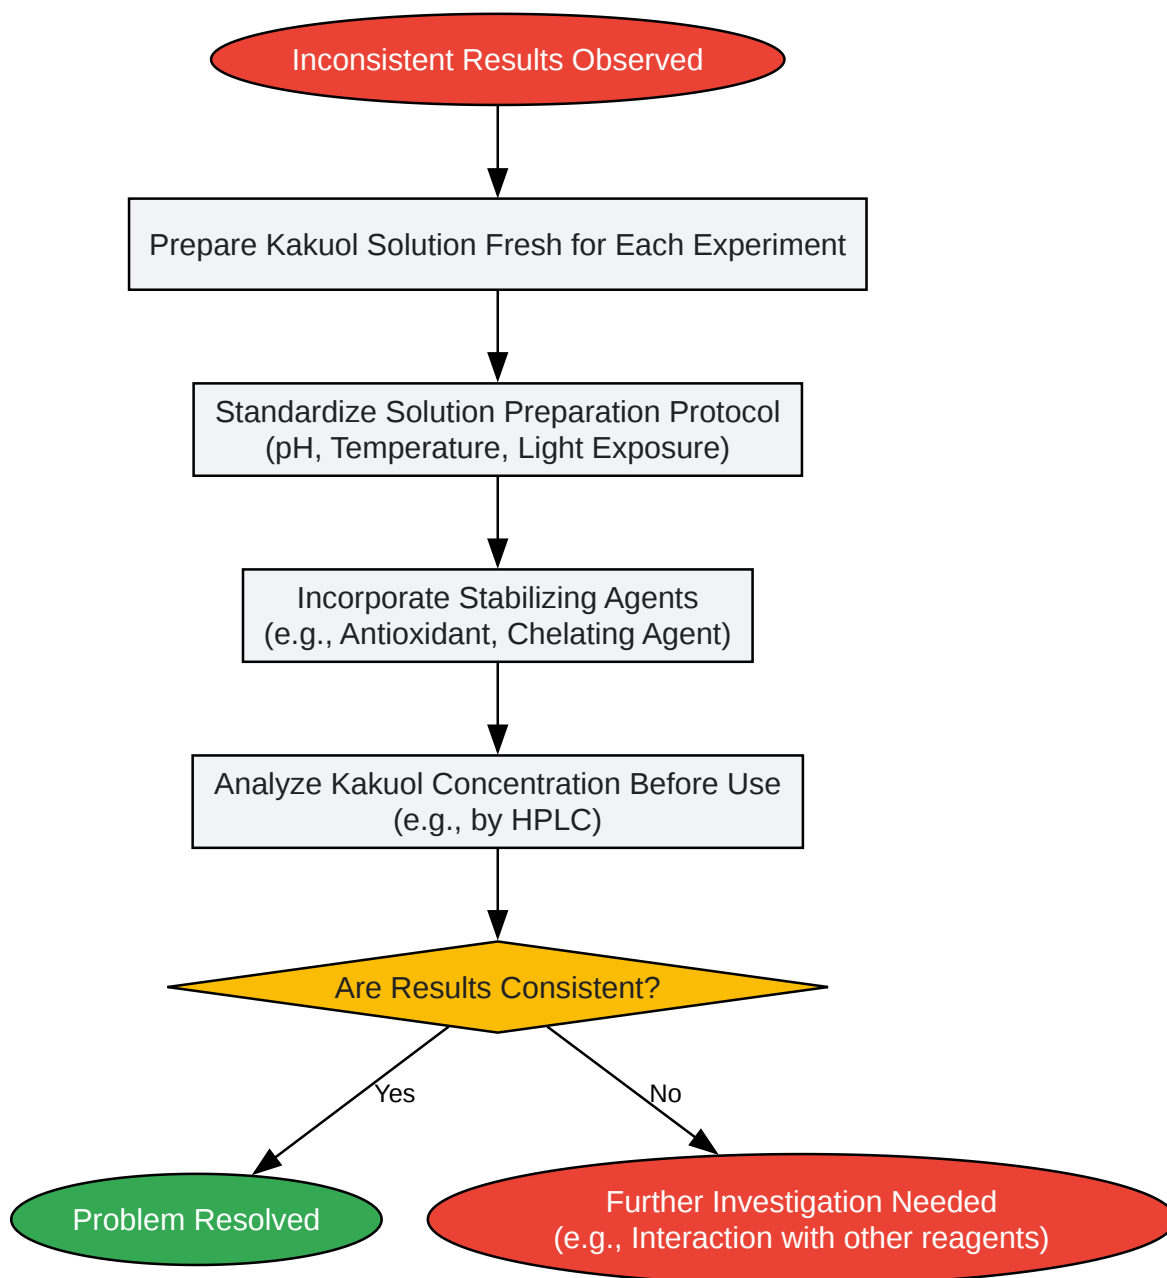 Inconsistent Results Observed
Prepare Kakuol Solution Fresh for Each Experiment
Standardize Solution Preparation Protocol
(pH, Temperature, Light Exposure)
Incorporate Stabilizing Agents
(e.g., Antioxidant, Chelating Agent)
Analyze Kakuol Concentration Before Use
(e.g., by HPLC)
Are Results Consistent?
Yes
No
Problem Resolved
Further Investigation Needed
(e.g., Interaction with other reagents)